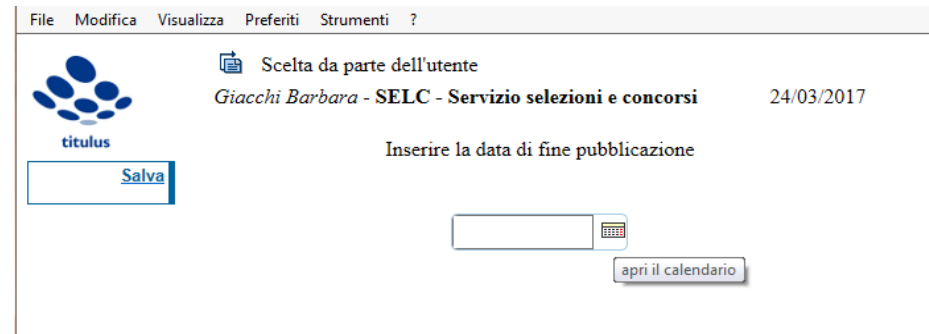 File Modifica Visualizza Preferiti Strumenti ?
Scelta da parte dell'utente
Giacchi Barbara - SELC - Servizio selezioni e concorsi 24/03/2017
titulus
Inserire la data di fine pubblicazione
Salva
apri il calendario